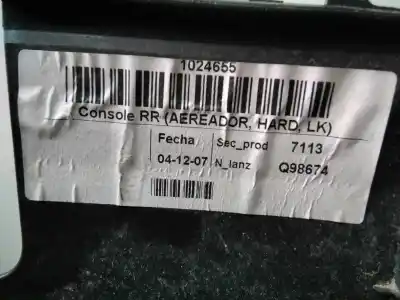 1024655
Console RR (AEREADOR, HARD, LK)
Fecha Sec_prod 7113
04-12-07 N_lanz Q98674